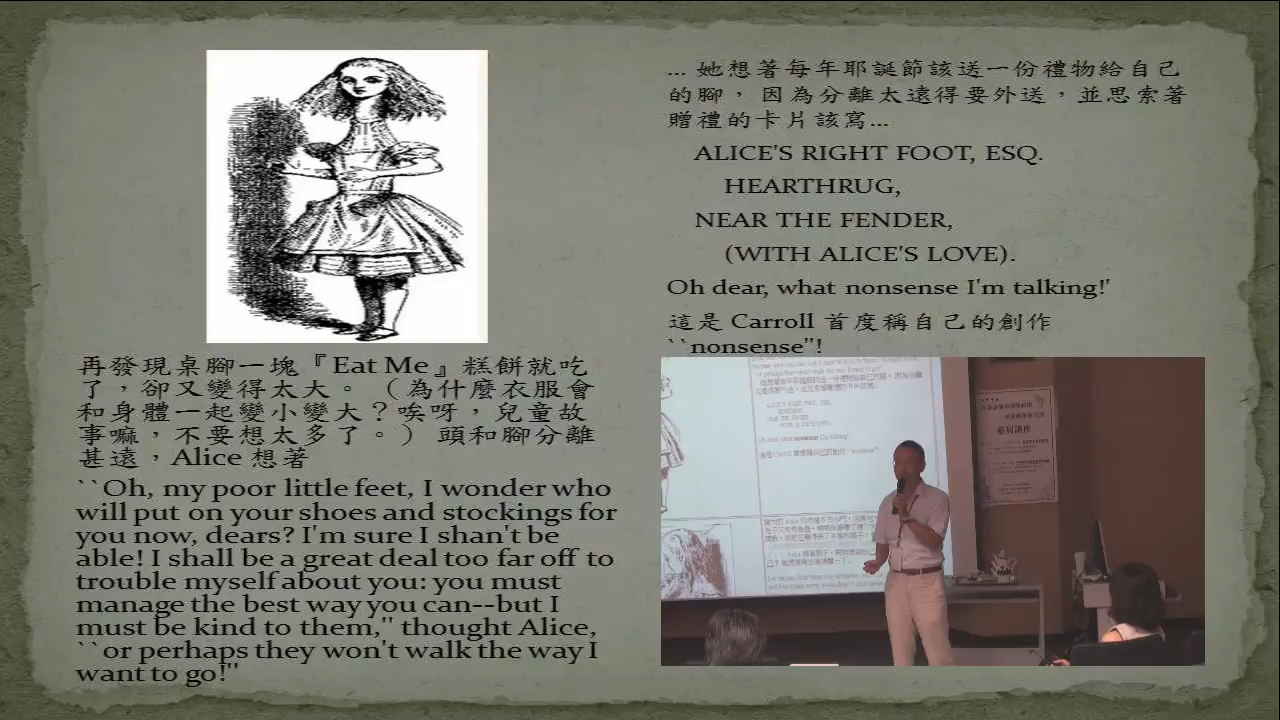 再發現桌腳一塊『Eat Me』糕餅就吃
了，卻又變得太大。（為什麼衣服會
和身體一起變小變大？唉呀，兒童故
事嘛，不要想太多了。）頭和腳分離
甚遠，Alice 想著
``Oh, my poor little feet, I wonder who
will put on your shoes and stockings for
you now, dears? I'm sure I shan't be
able! I shall be a great deal too far off to
trouble myself about you: you must
manage the best way you can--but I
must be kind to them,'' thought Alice,
``or perhaps they won't walk the way I
want to go!''
... 她想著每年耶誕節該送一份禮物給自己
的腳， 因為分離太遠得要外送，並思索著
贈禮的卡片該寫...
ALICE'S RIGHT FOOT, ESQ.
HEARTHRUG,
NEAR THE FENDER,
(WITH ALICE'S LOVE).
Oh dear, what nonsense I'm talking!'
這是 Carroll 首度稱自己的創作
``nonsense''!